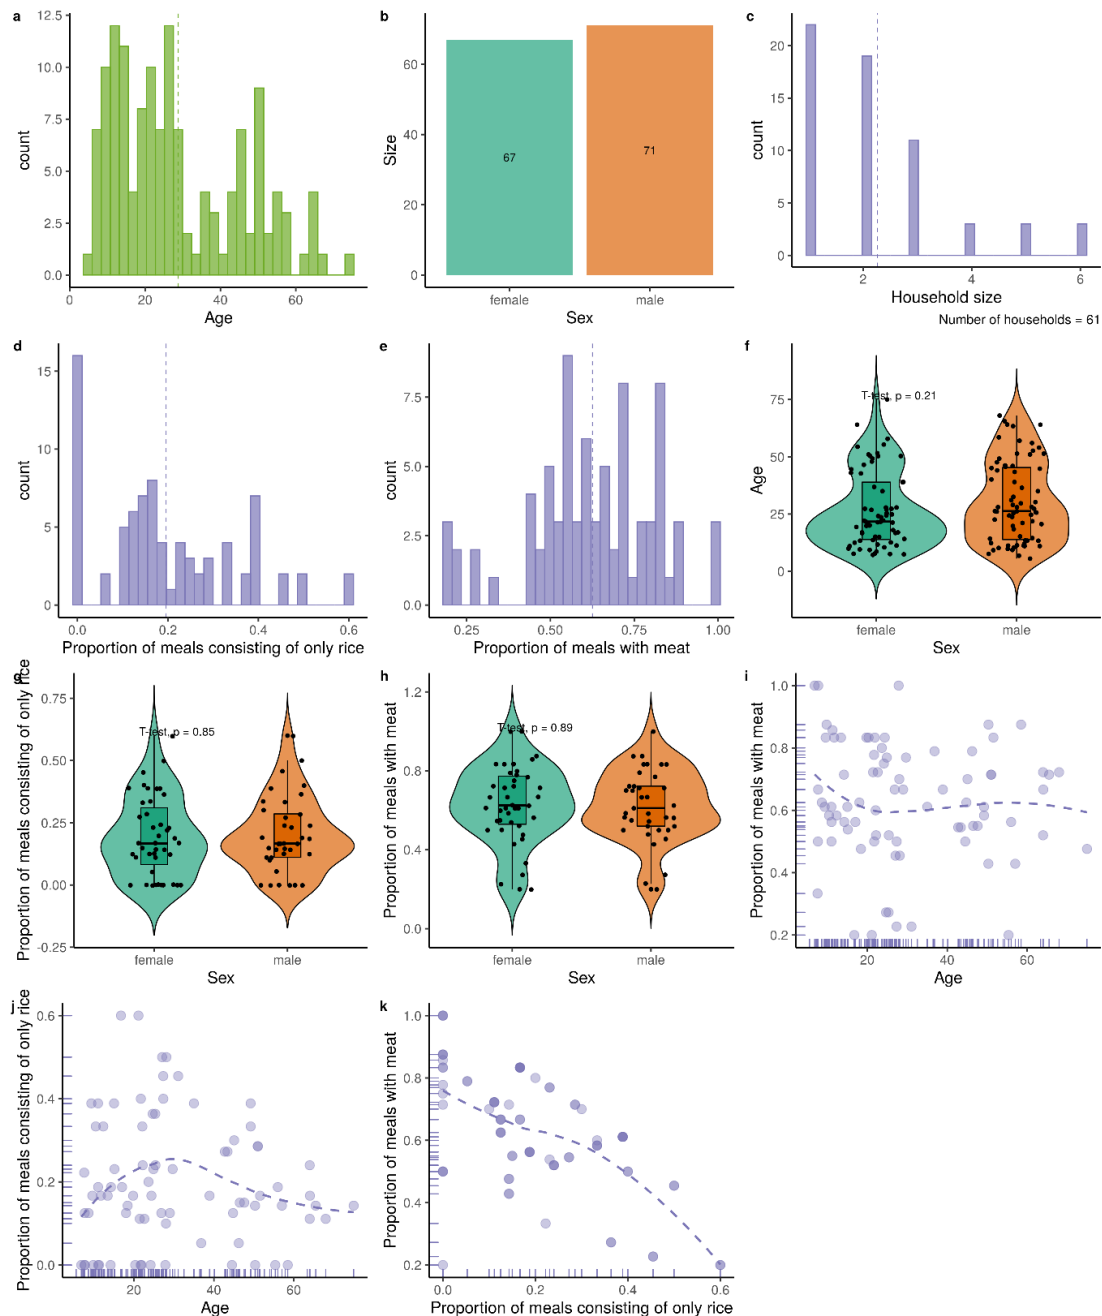 a
12.5
10.0
7.5
5.0
2.5
0.0
count
0
20
40
60
Age
b
60
40
20
0
Size
67
71
female
male
Sex
c
20
15
10
5
0
count
2
4
6
Household size
Number of households = 61
d
15
10
5
0
count
0.0
0.2
0.4
0.6
Proportion of meals consisting of only rice
e
7.5
5.0
2.5
0.0
count
0.25
0.50
0.75
1.00
Proportion of meals with meat
f
75
50
25
0
Age
T-test, p = 0.21
female
male
Sex
g
0.75
0.50
0.25
0.00
-0.25
Proportion of meals consisting of only rice
T-test, p = 0.85
female
male
Sex
h
1.2
0.8
0.4
0.0
Proportion of meals with meat
T-test, p = 0.89
female
male
Sex
i
1.0
0.8
0.6
0.4
0.2
Proportion of meals with meat
20
40
60
Age
j
0.6
0.4
0.2
0.0
Proportion of meals consisting of only rice
20
40
60
Age
k
1.0
0.8
0.6
0.4
0.2
Proportion of meals with meat
0.0
0.2
0.4
0.6
Proportion of meals consisting of only rice